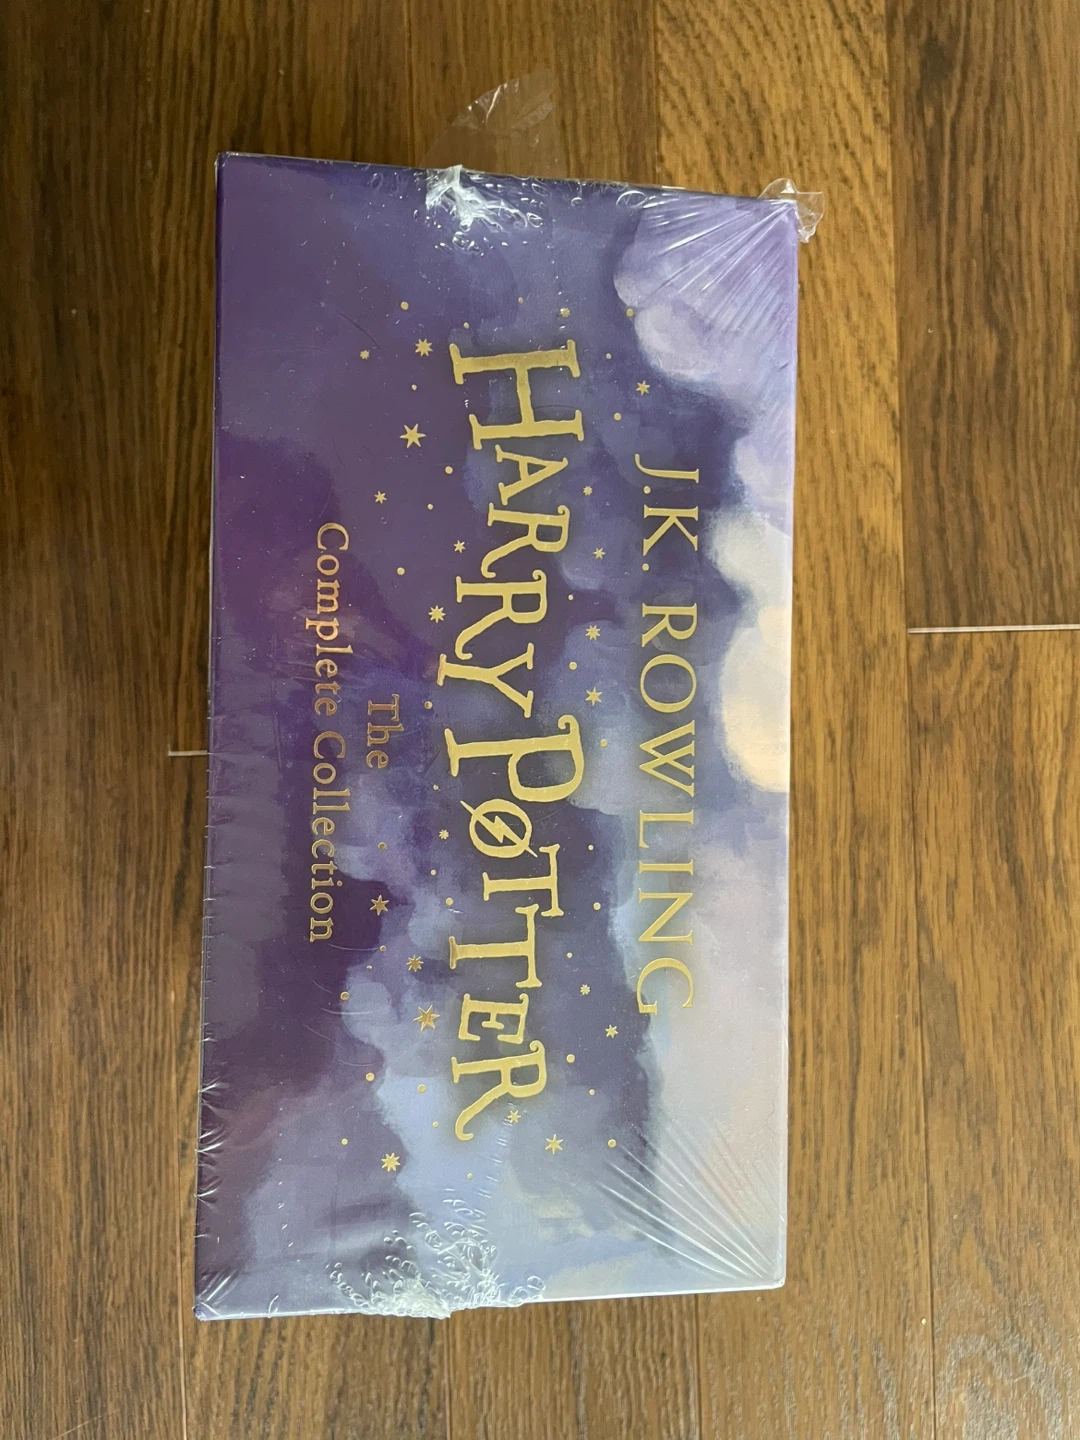 J.K. ROWLING
HARRY POTTER
The
Complete Collection